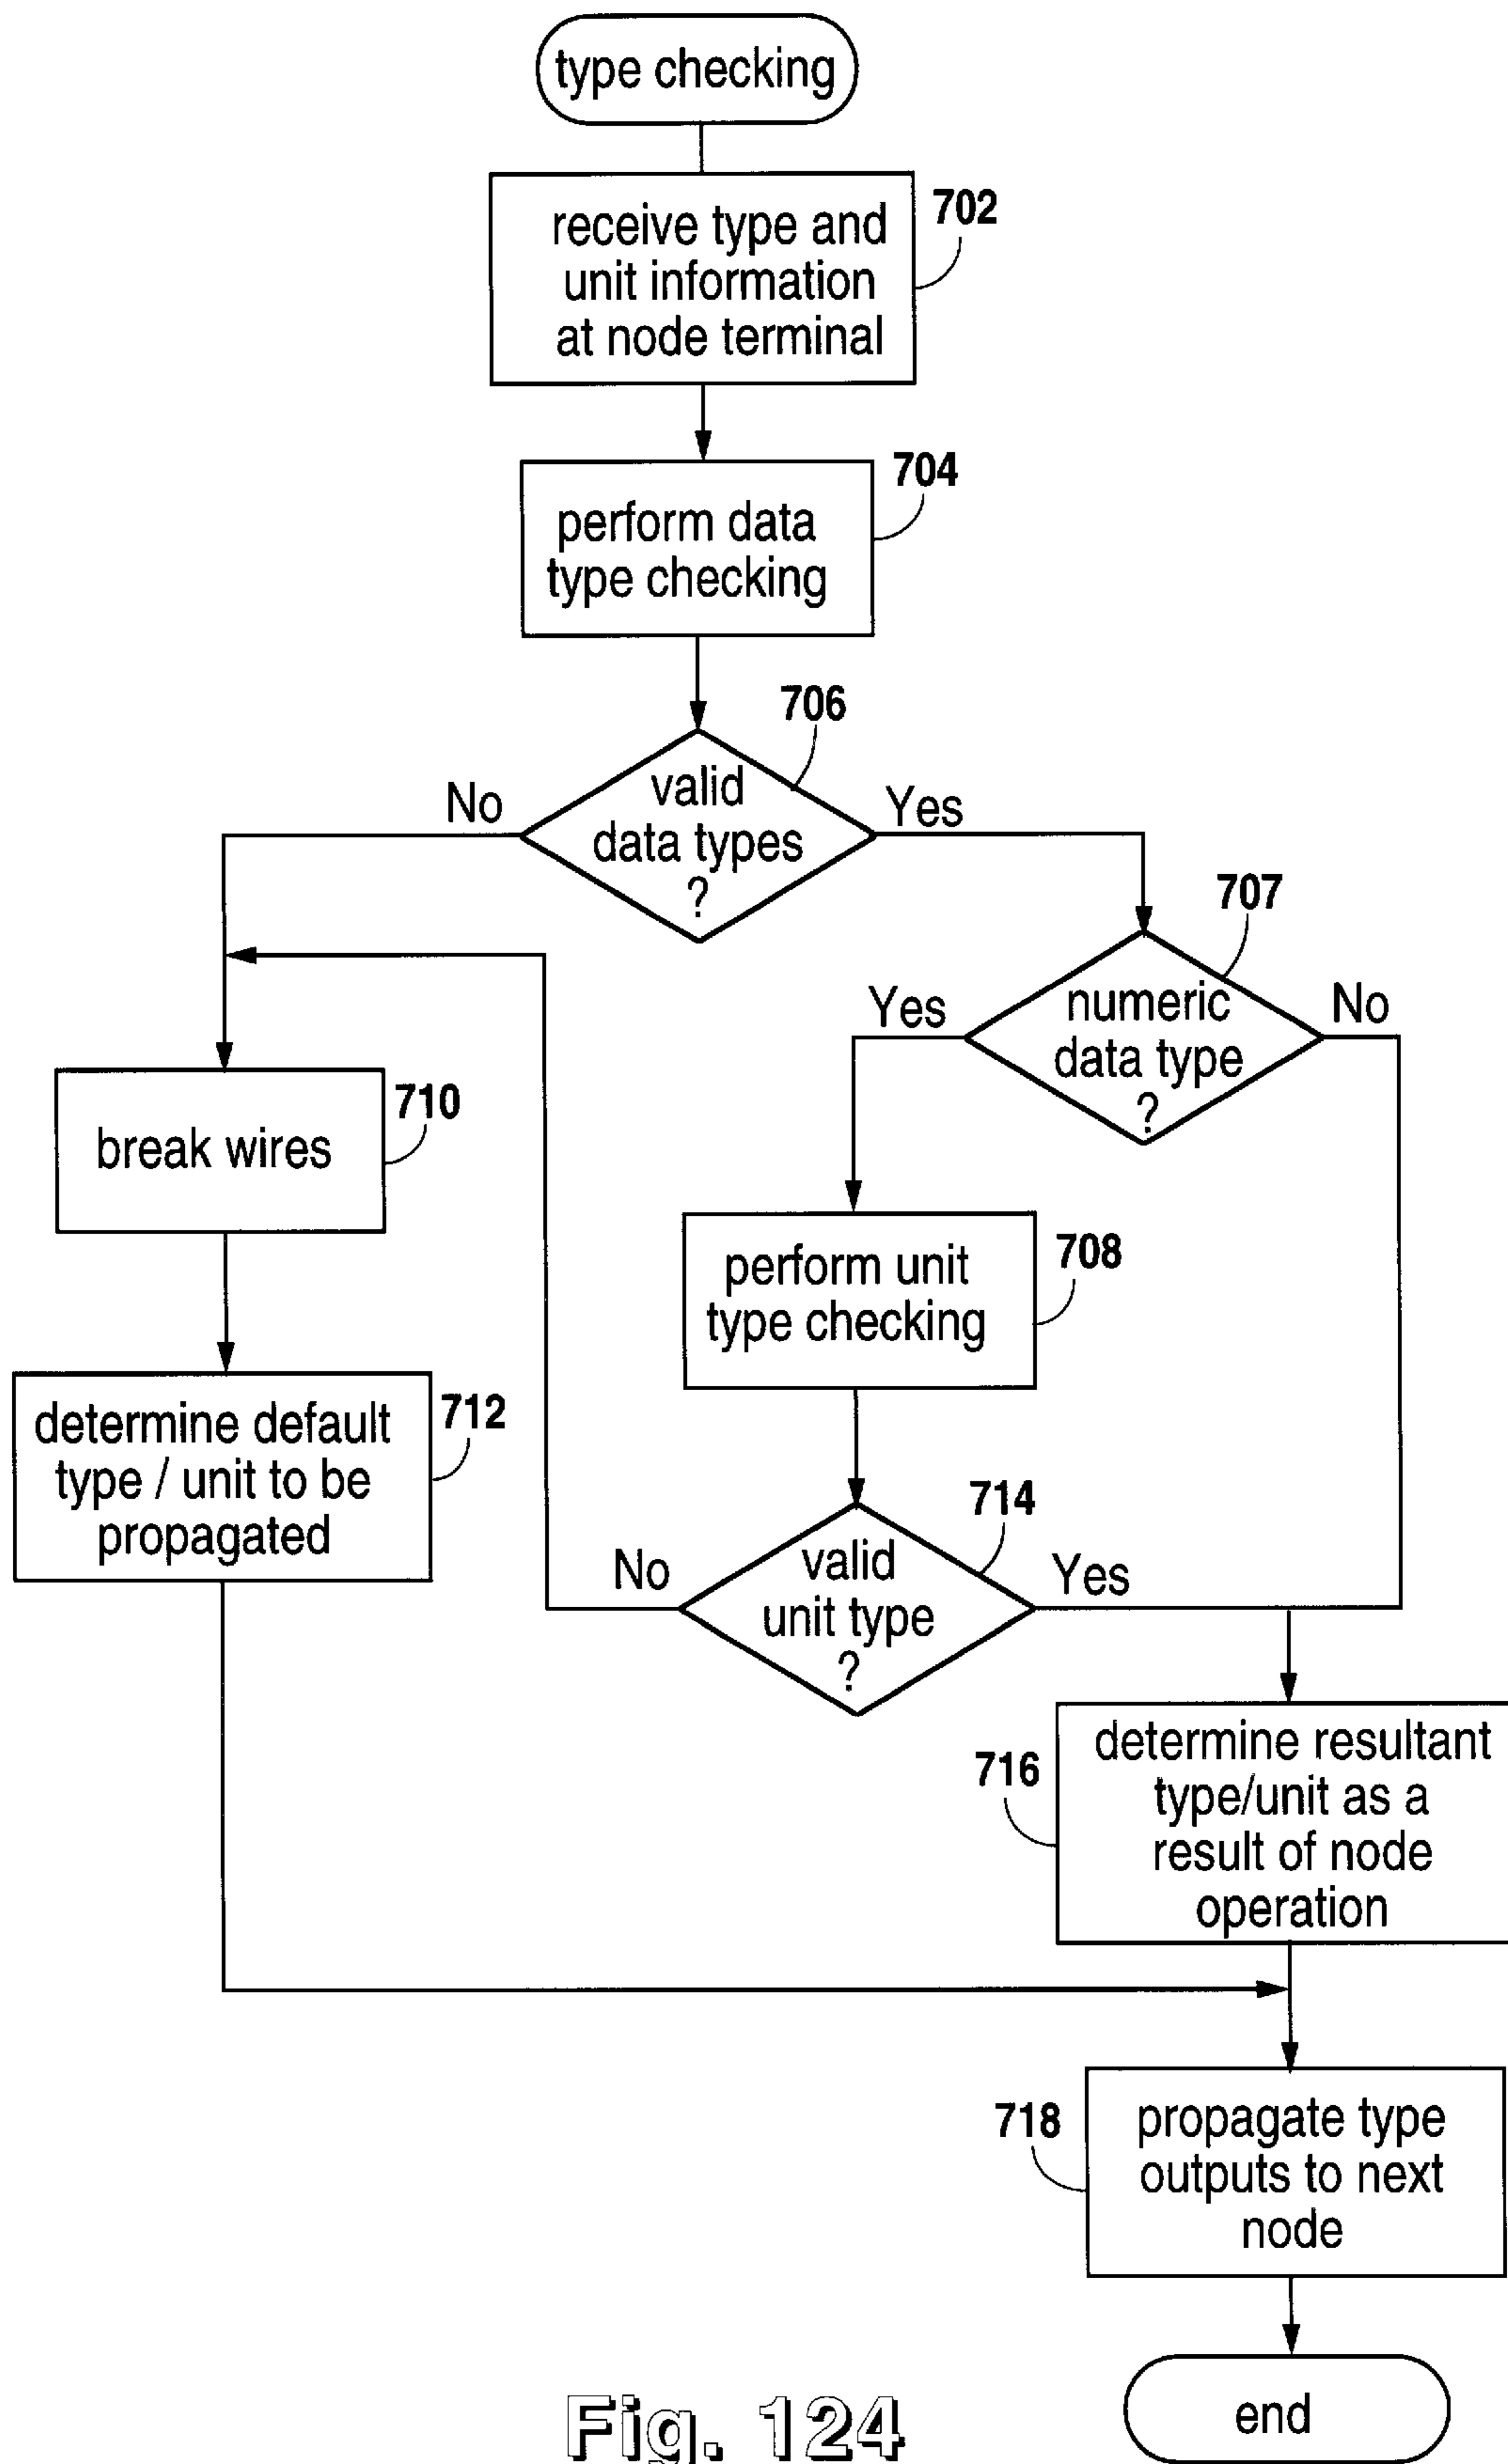 type checking
702
receive type and
unit information
at node terminal
704
perform data
type checking
706
valid
data types
?
No
Yes
707
numeric
data type
?
Yes
No
710
break wires
708
perform unit
type checking
712
determine default
type / unit to be
propagated
714
valid
unit type
?
No
Yes
716
determine resultant
type/unit as a
result of node
operation
718
propagate type
outputs to next
node
end
Fig. 124